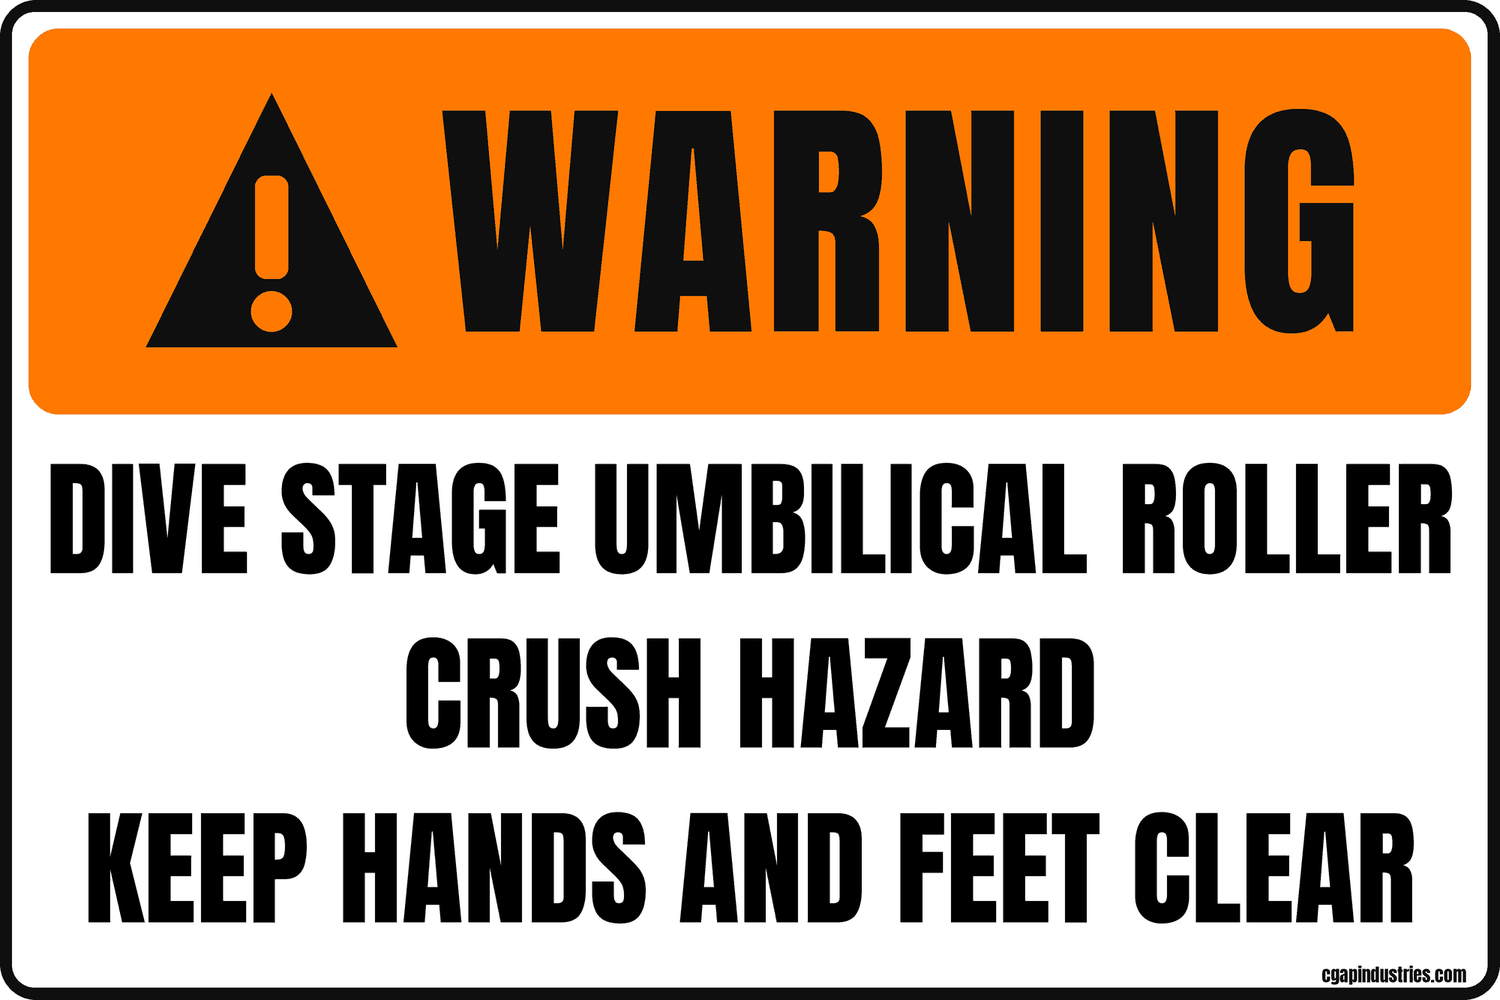 WARNING
DIVE STAGE UMBILICAL ROLLER
CRUSH HAZARD
KEEP HANDS AND FEET CLEAR
cgapindustries.com